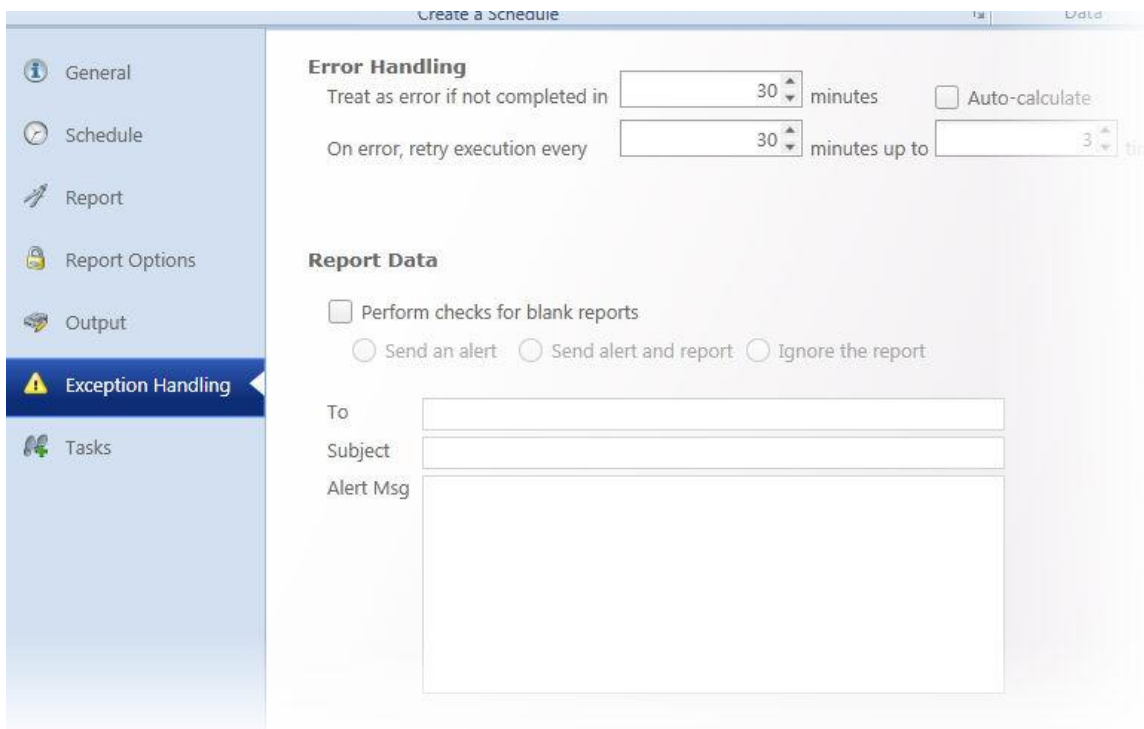 Create a Schedule
Data
General
Schedule
Report
Report Options
Output
Exception Handling
Tasks
Error Handling
Treat as error if not completed in 30 minutes Auto-calculate
On error, retry execution every 30 minutes up to 3
Report Data
Perform checks for blank reports
Send an alert Send alert and report Ignore the report
To
Subject
Alert Msg